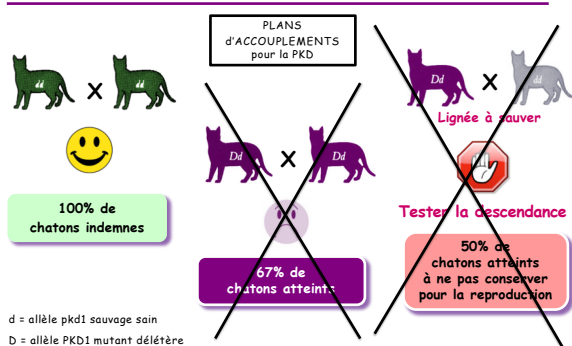 PLANS
d'ACCOUPLEMENTS
pour la PKD
dd
x
dd
100% de
chatons indemnes
Dd
x
Dd
67% de
chatons atteints
Dd
x
dd
Lignée à sauver
Tester la descendance
50% de
chatons atteints
à ne pas conserver
pour la reproduction
d = allèle pkd1 sauvage sain
D = allèle PKD1 mutant délétère